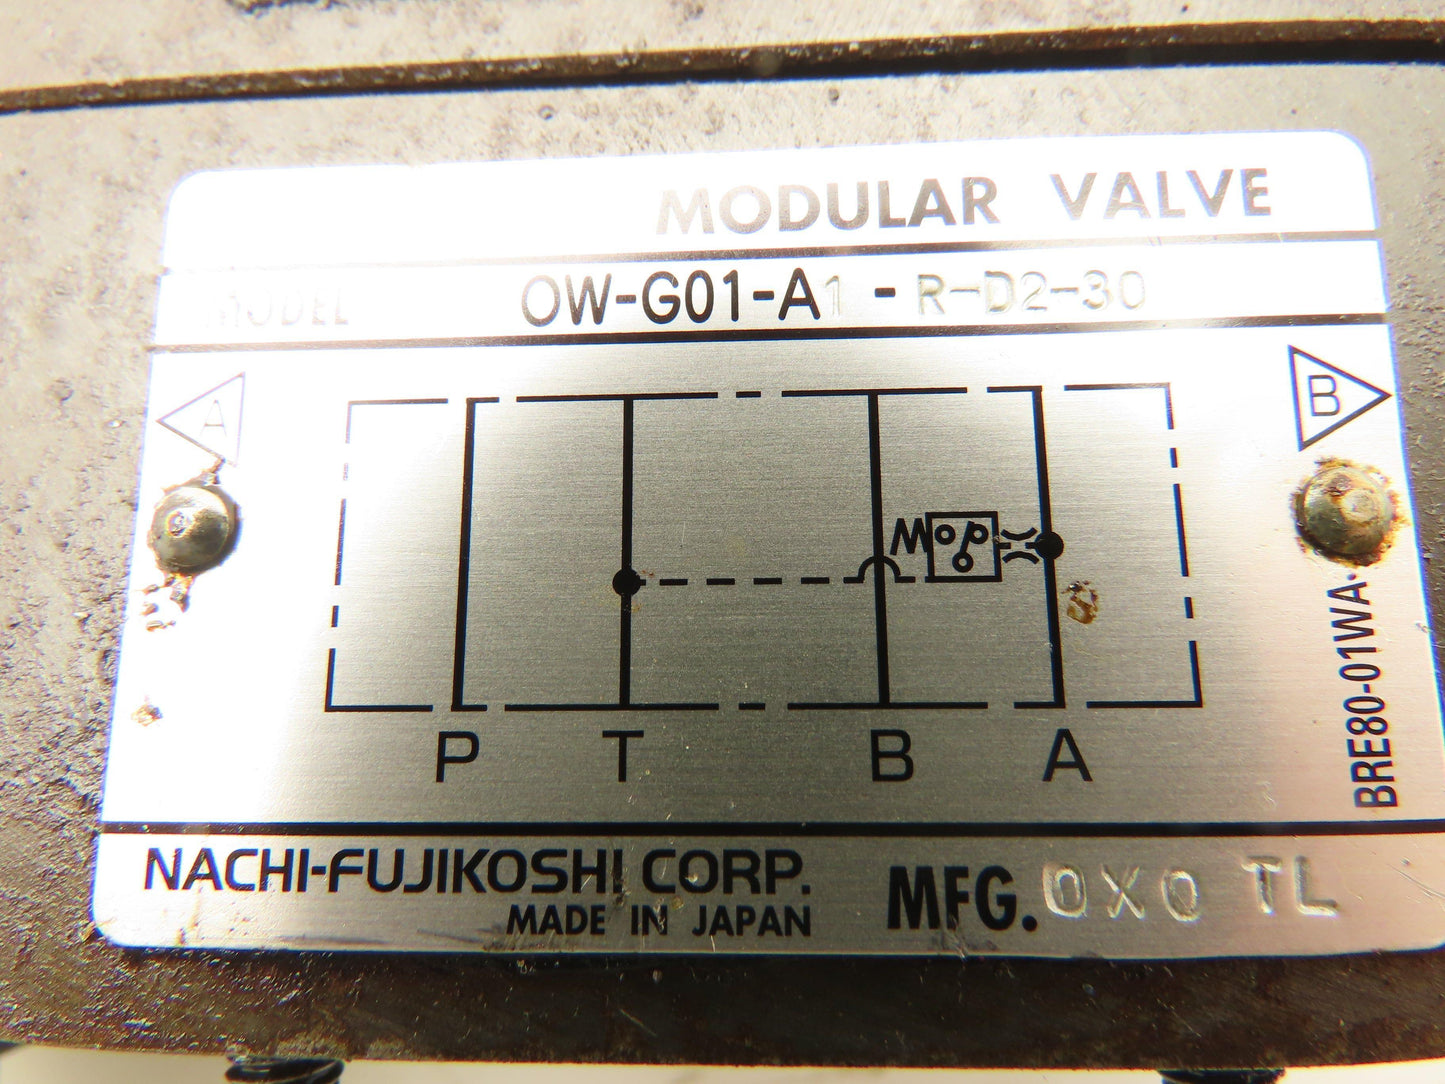 MODULAR VALVE
MODEL OW-G01-A1-R-D2-30
A
B
P T B A
BRE80-01WA
NACHI-FUJIKOSHI CORP.
MADE IN JAPAN
MFG. 0X0 TL